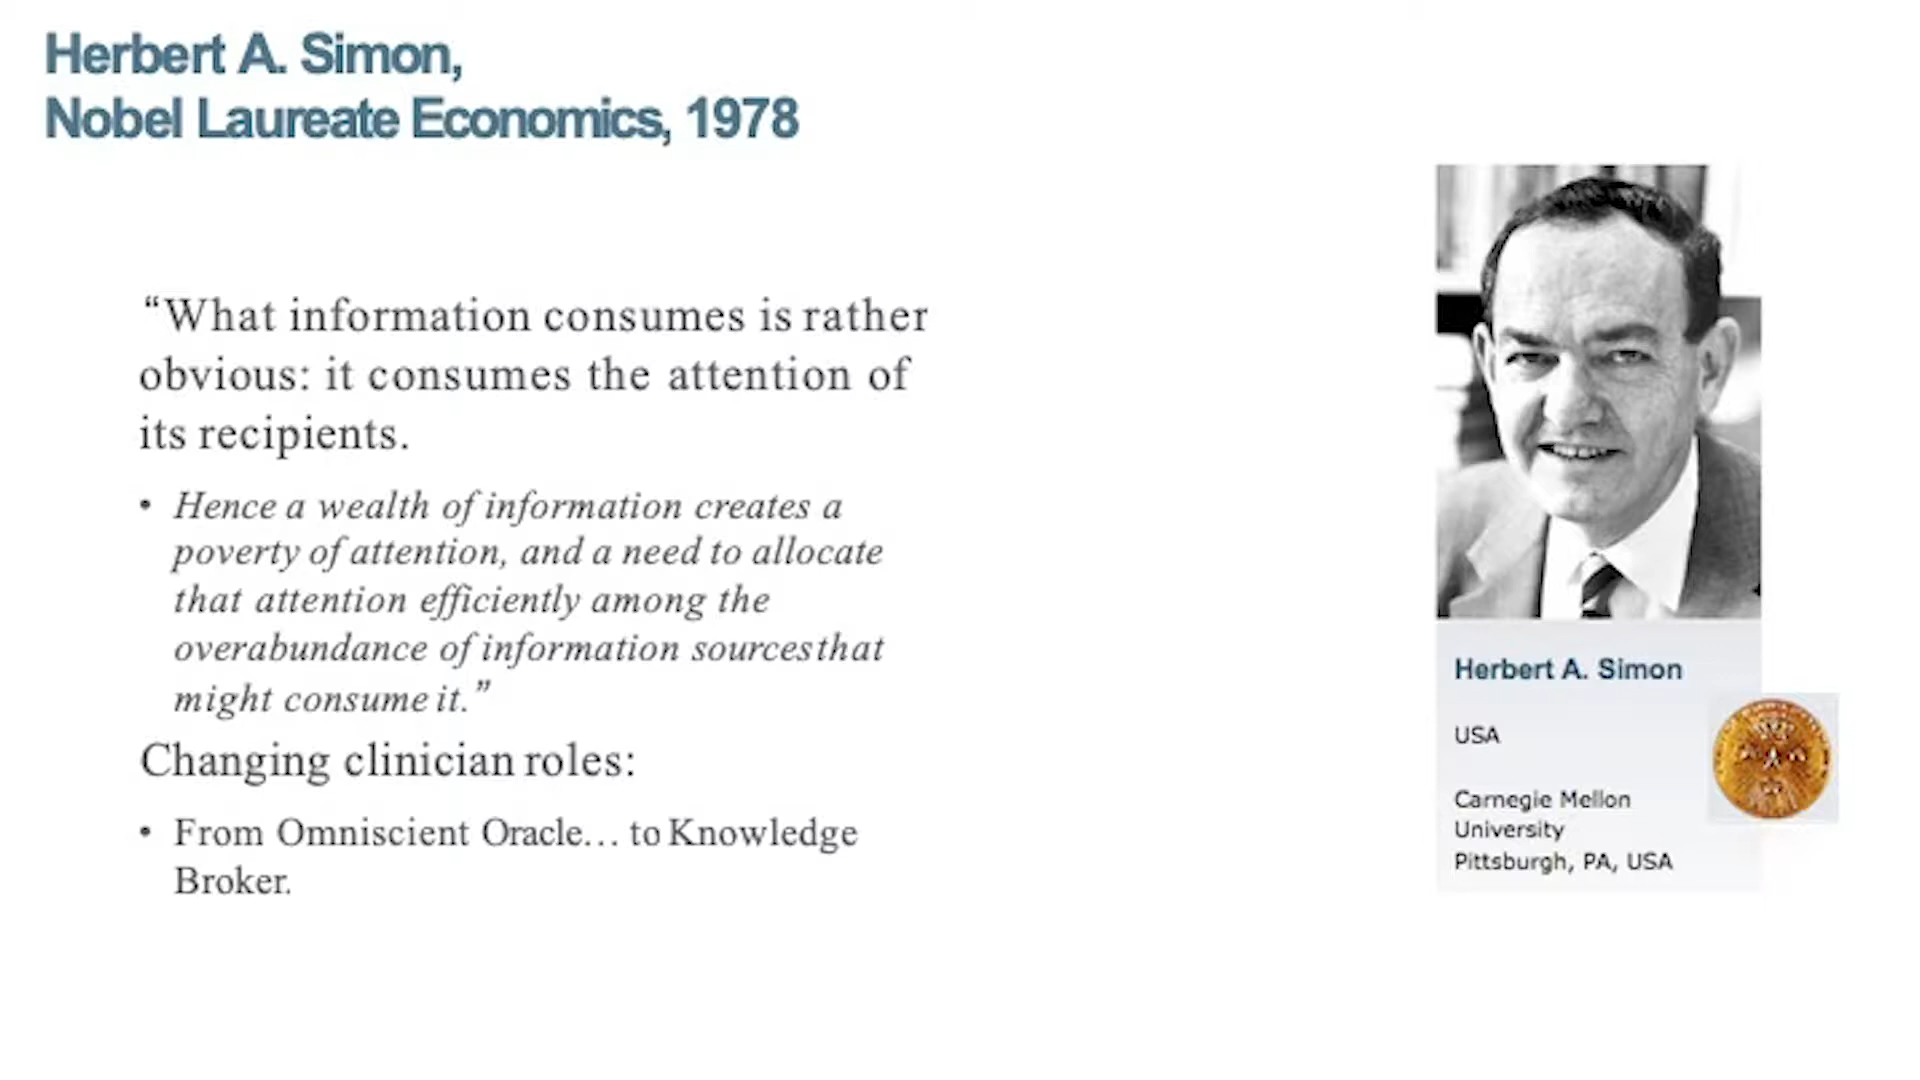 Herbert A. Simon,
Nobel Laureate Economics, 1978
“What information consumes is rather
obvious: it consumes the attention of
its recipients.
• Hence a wealth of information creates a
poverty of attention, and a need to allocate
that attention efficiently among the
overabundance of information sources that
might consume it.”
Changing clinician roles:
• From Omniscient Oracle... to Knowledge
Broker.
Herbert A. Simon
USA
Carnegie Mellon
University
Pittsburgh, PA, USA